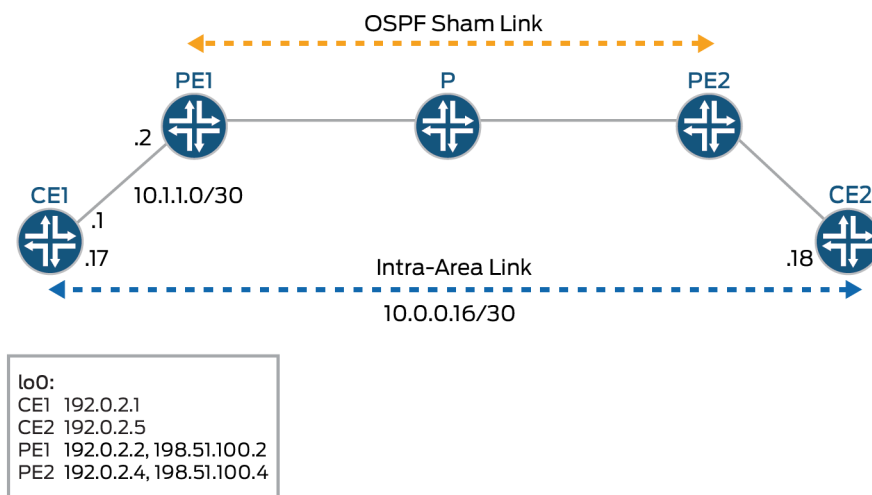 OSPF Sham Link
PE1
P
PE2
.2
10.1.1.0/30
CE1
CE2
.1
.17
Intra-Area Link
.18
10.0.0.16/30
lo0:
CE1 192.0.2.1
CE2 192.0.2.5
PE1 192.0.2.2, 198.51.100.2
PE2 192.0.2.4, 198.51.100.4